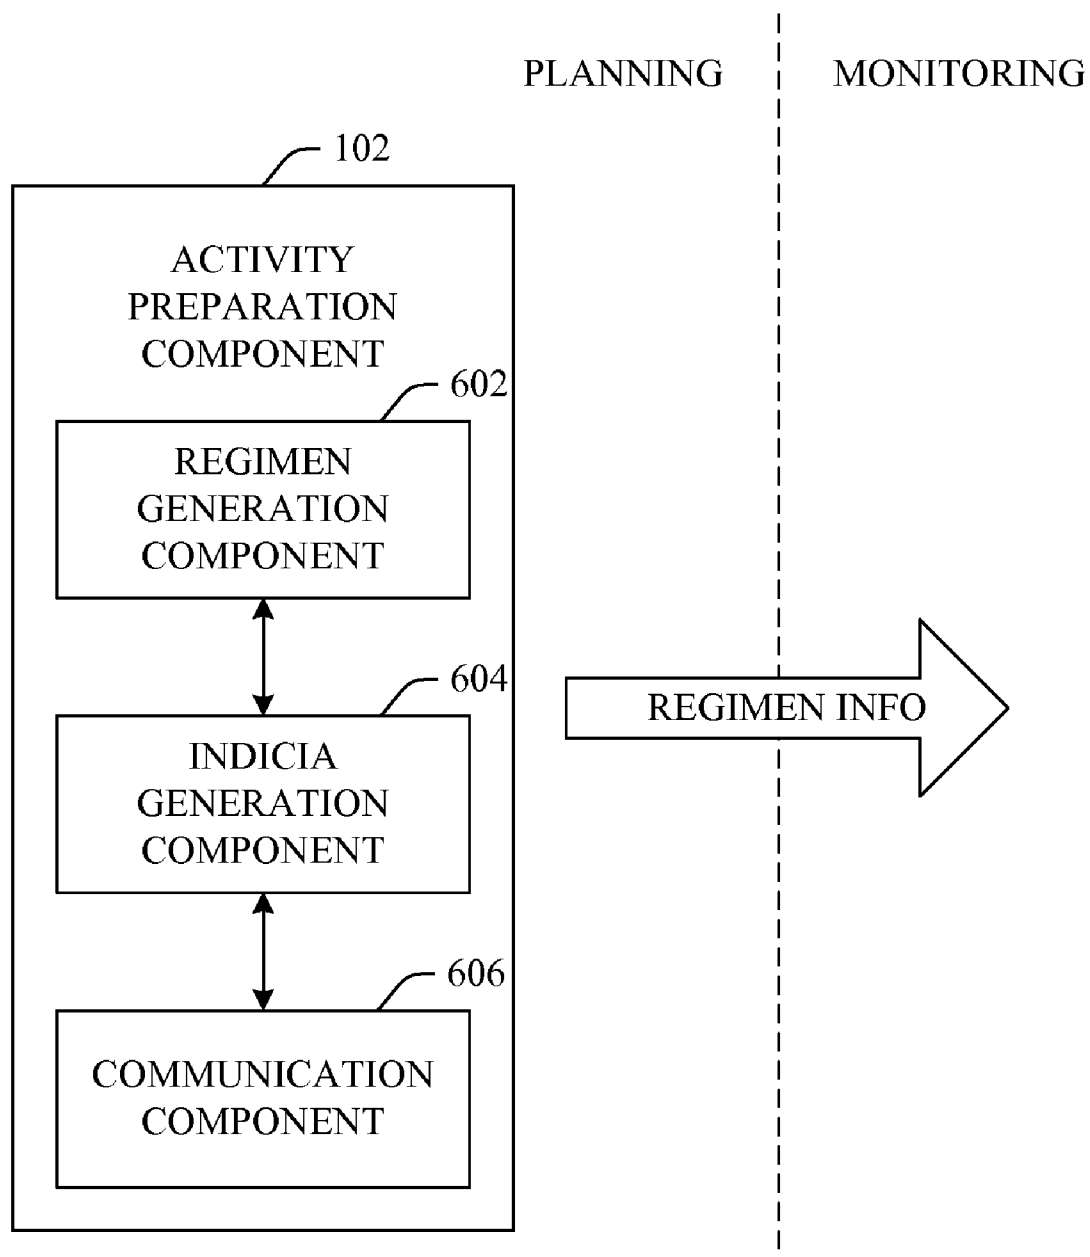 PLANNING
MONITORING
102
ACTIVITY
PREPARATION
COMPONENT
602
REGIMEN
GENERATION
COMPONENT
604
INDICIA
GENERATION
COMPONENT
REGIMEN INFO
606
COMMUNICATION
COMPONENT